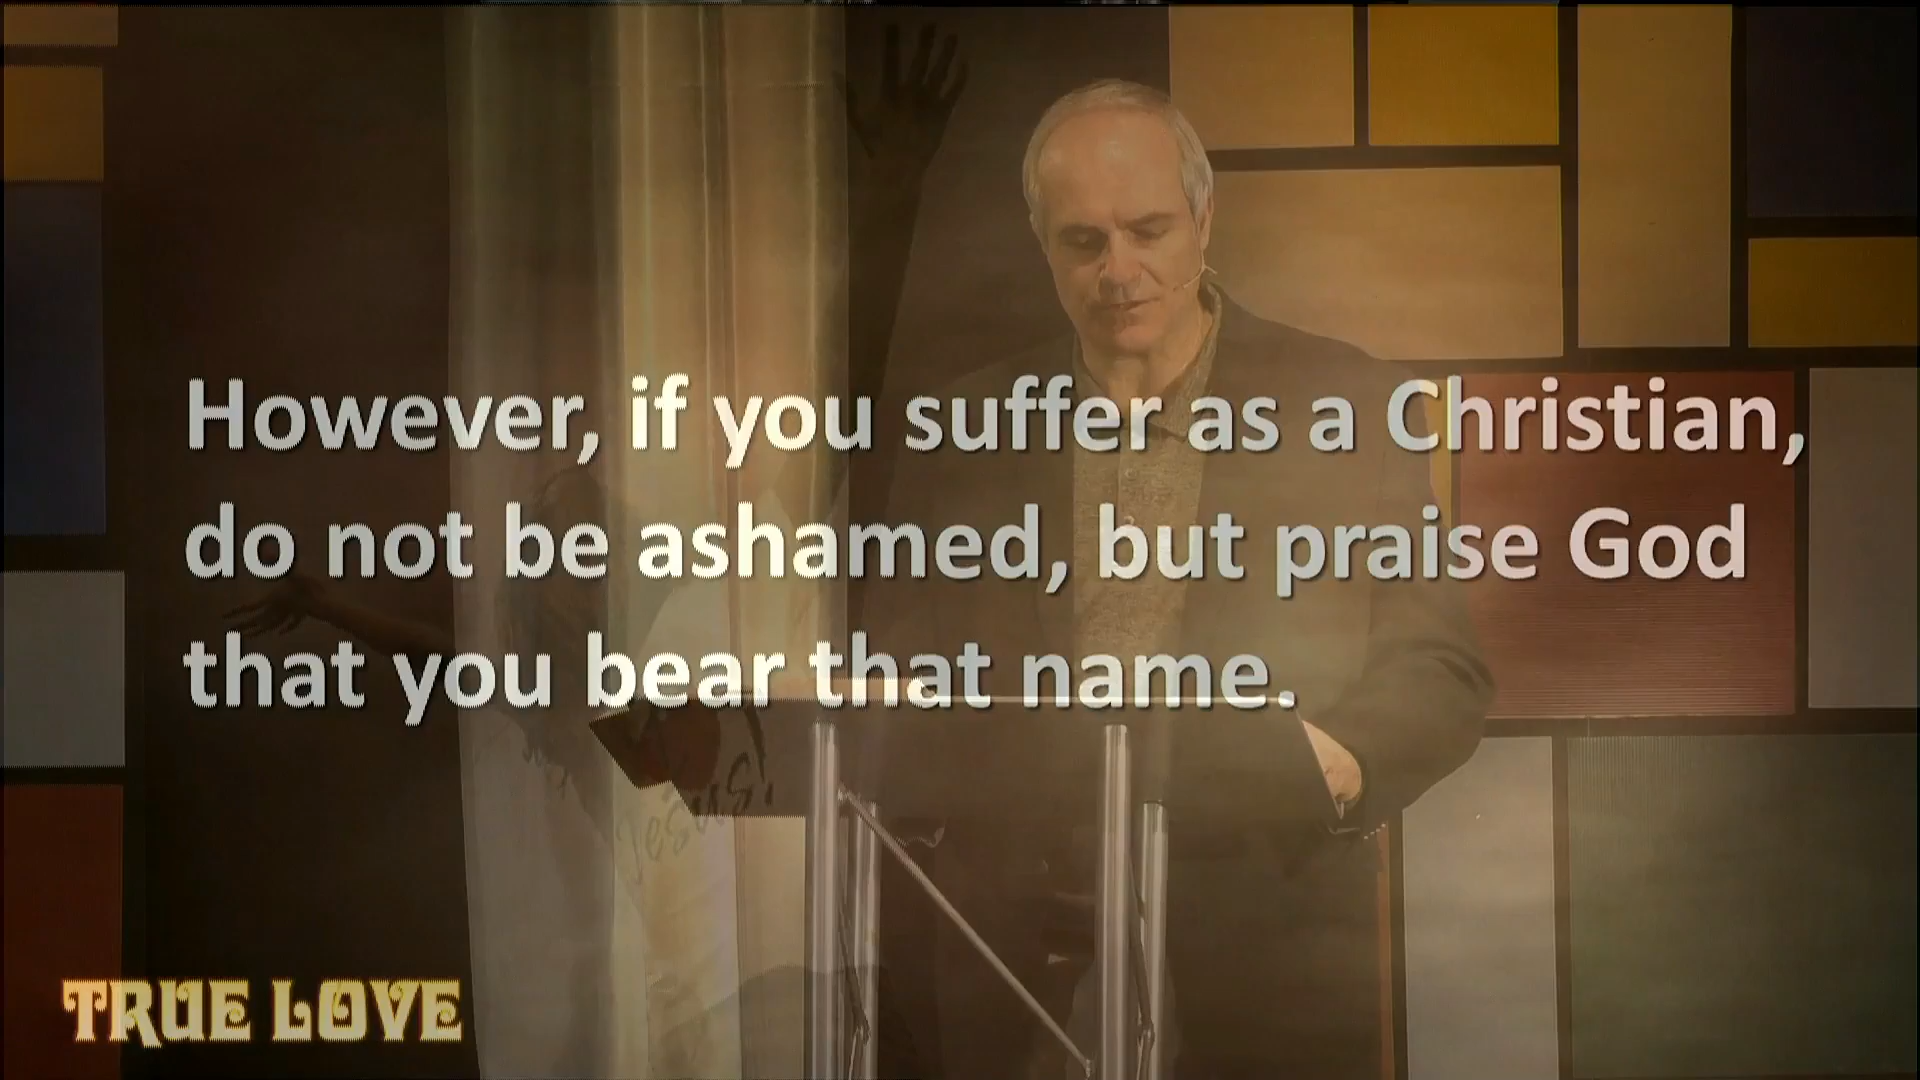 However, if you suffer as a Christian,
do not be ashamed, but praise God
that you bear that name.
Jesus!
TRUE LOVE